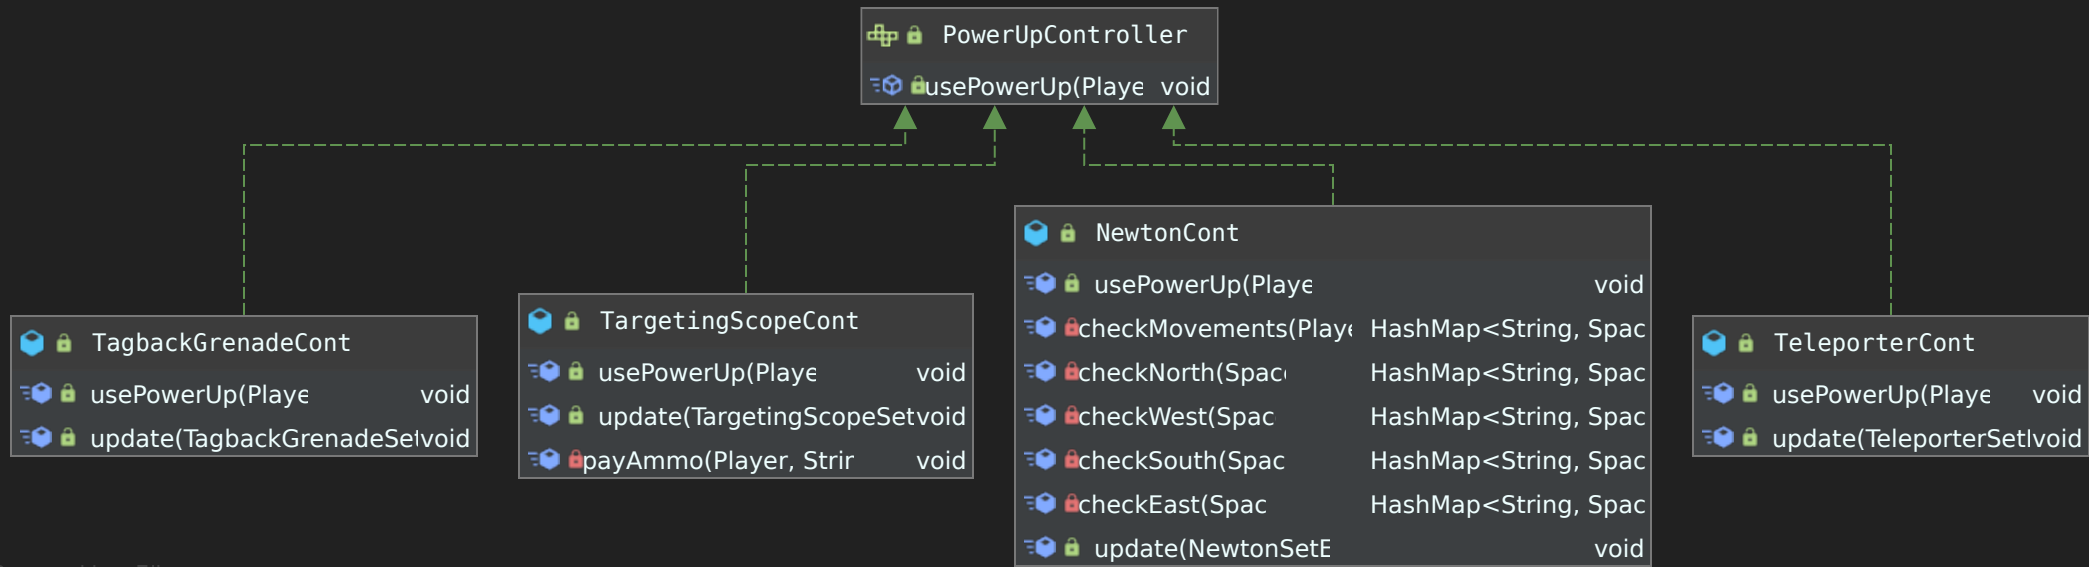 PowerUpController
usePowerUp(Playe void
TagbackGrenadeCont
usePowerUp(Playe void
update(TagbackGrenadeSet void
TargetingScopeCont
usePowerUp(Playe void
update(TargetingScopeSet void
payAmmo(Player, Strir void
NewtonCont
usePowerUp(Playe void
checkMovements(Playe HashMap<String, Spac
checkNorth(Spac HashMap<String, Spac
checkWest(Spac HashMap<String, Spac
checkSouth(Spac HashMap<String, Spac
checkEast(Spac HashMap<String, Spac
update(NewtonSetE void
TeleporterCont
usePowerUp(Playe void
update(TeleporterSetl void